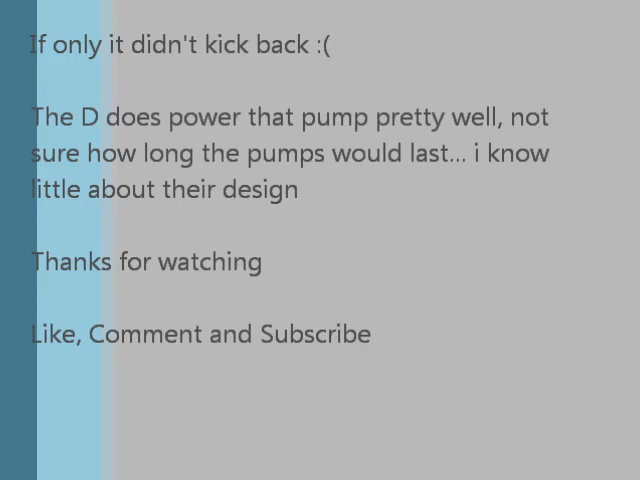 If only it didn't kick back :(
The D does power that pump pretty well, not
sure how long the pumps would last... i know
little about their design
Thanks for watching
Like, Comment and Subscribe